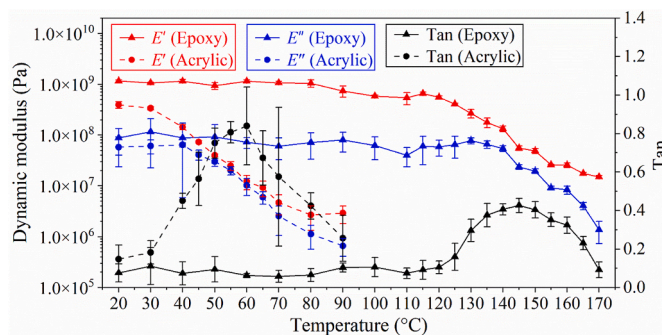 E′ (Epoxy)
E′ (Acrylic)
E″ (Epoxy)
E″ (Acrylic)
Tan (Epoxy)
Tan (Acrylic)
Dynamic modulus (Pa)
1.0×10¹⁰
1.0×10⁹
1.0×10⁸
1.0×10⁷
1.0×10⁶
1.0×10⁵
1.4
1.2
1.0
0.8
0.6
0.4
0.2
0.0
Tan
20 30 40 50 60 70 80 90 100 110 120 130 140 150 160 170
Temperature (°C)